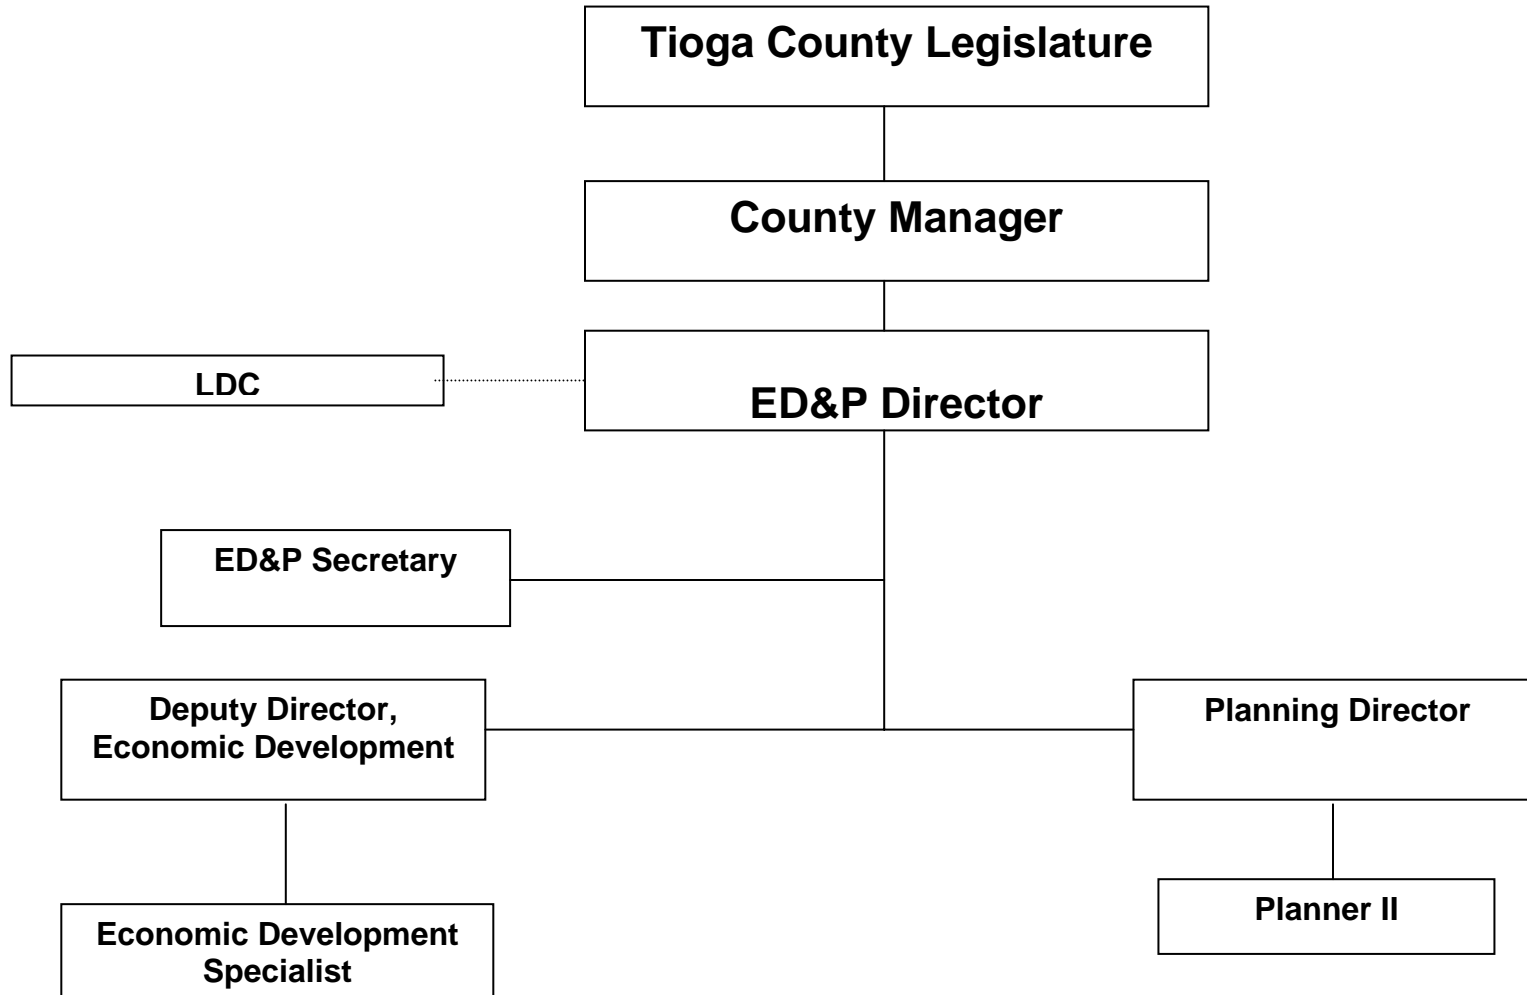 Tioga County Legislature
County Manager
LDC
ED&P Director
ED&P Secretary
Deputy Director,
Economic Development
Planning Director
Economic Development
Specialist
Planner II